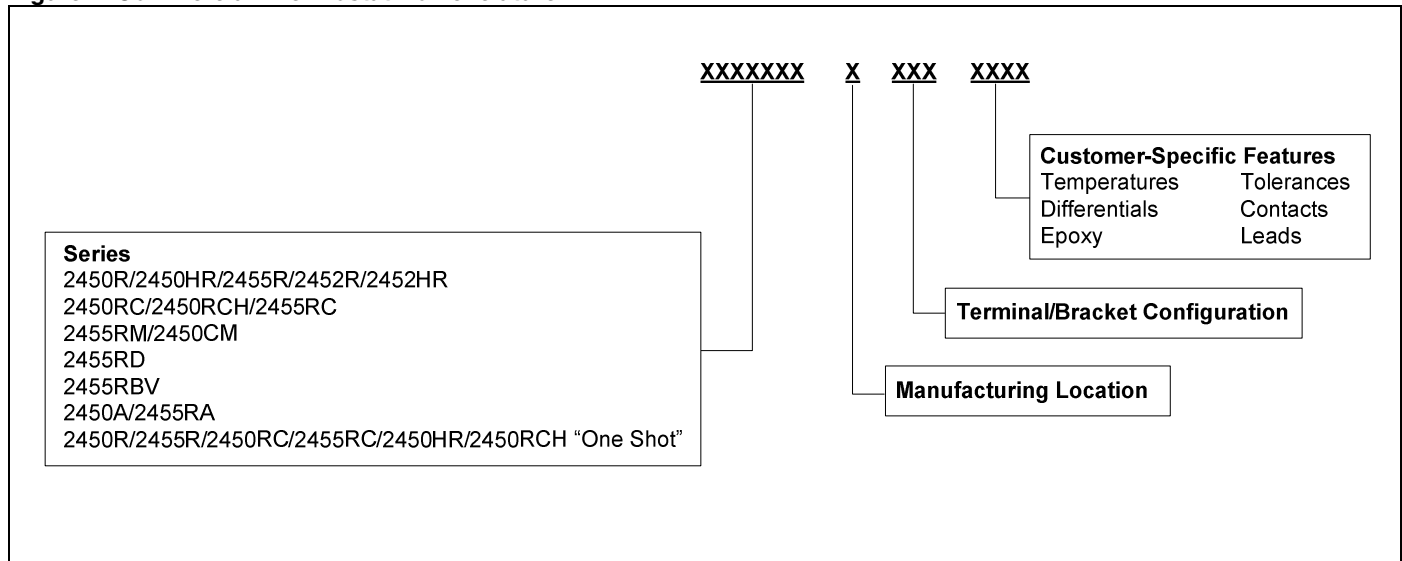 XXXXXXX X XXX XXXX
Customer-Specific Features
Temperatures Tolerances
Differentials Contacts
Epoxy Leads
Series
2450R/2450HR/2455R/2452R/2452HR
2450RC/2450RCH/2455RC
2455RM/2450CM
2455RD
2455RBV
2450A/2455RA
2450R/2455R/2450RC/2455RC/2450HR/2450RCH “One Shot”
Terminal/Bracket Configuration
Manufacturing Location